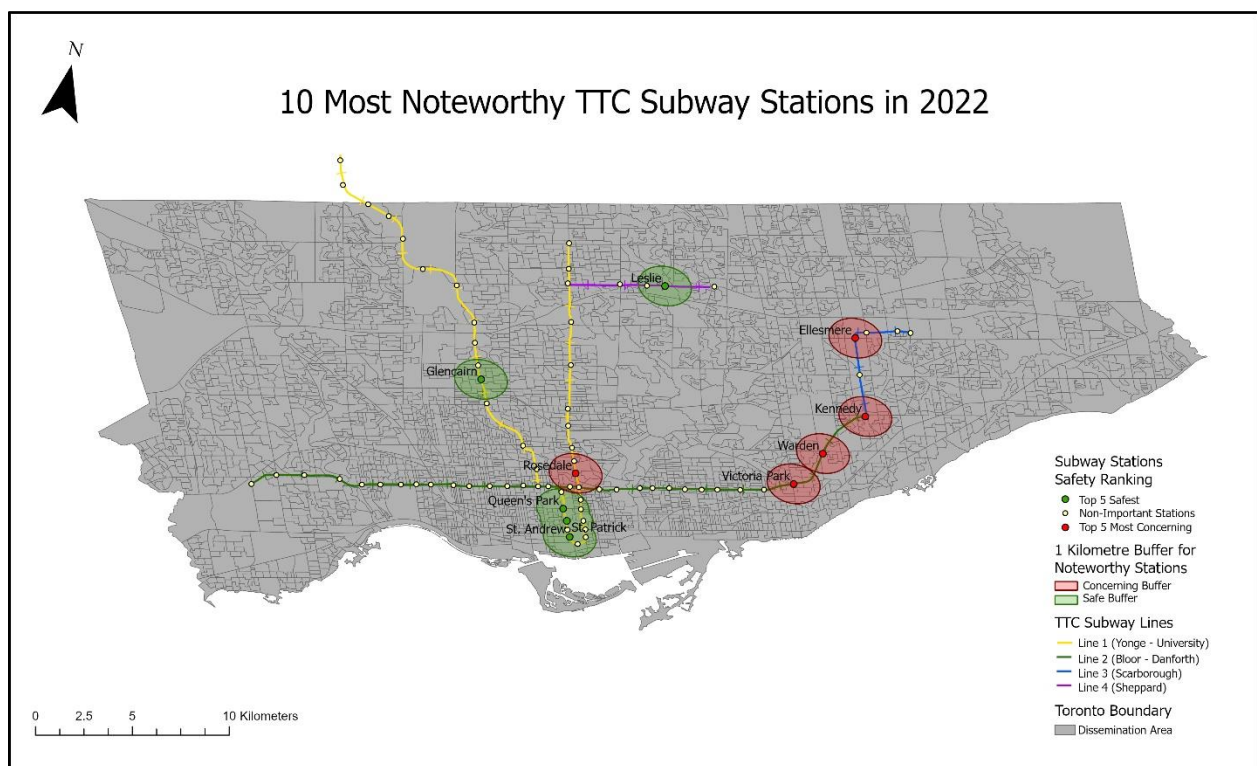 N
10 Most Noteworthy TTC Subway Stations in 2022
Leslie
Ellesmere
Glencairn
Kennedy
Warden
Rosedale
Victoria Park
Queen's Park
St. Andrew
St. Patrick
Subway Stations
Safety Ranking
Top 5 Safest
Non-Important Stations
Top 5 Most Concerning
1 Kilometre Buffer for
Noteworthy Stations
Concerning Buffer
Safe Buffer
TTC Subway Lines
Line 1 (Yonge - University)
Line 2 (Bloor - Danforth)
Line 3 (Scarborough)
Line 4 (Sheppard)
Toronto Boundary
Dissemination Area
0 2.5 5 10 Kilometers